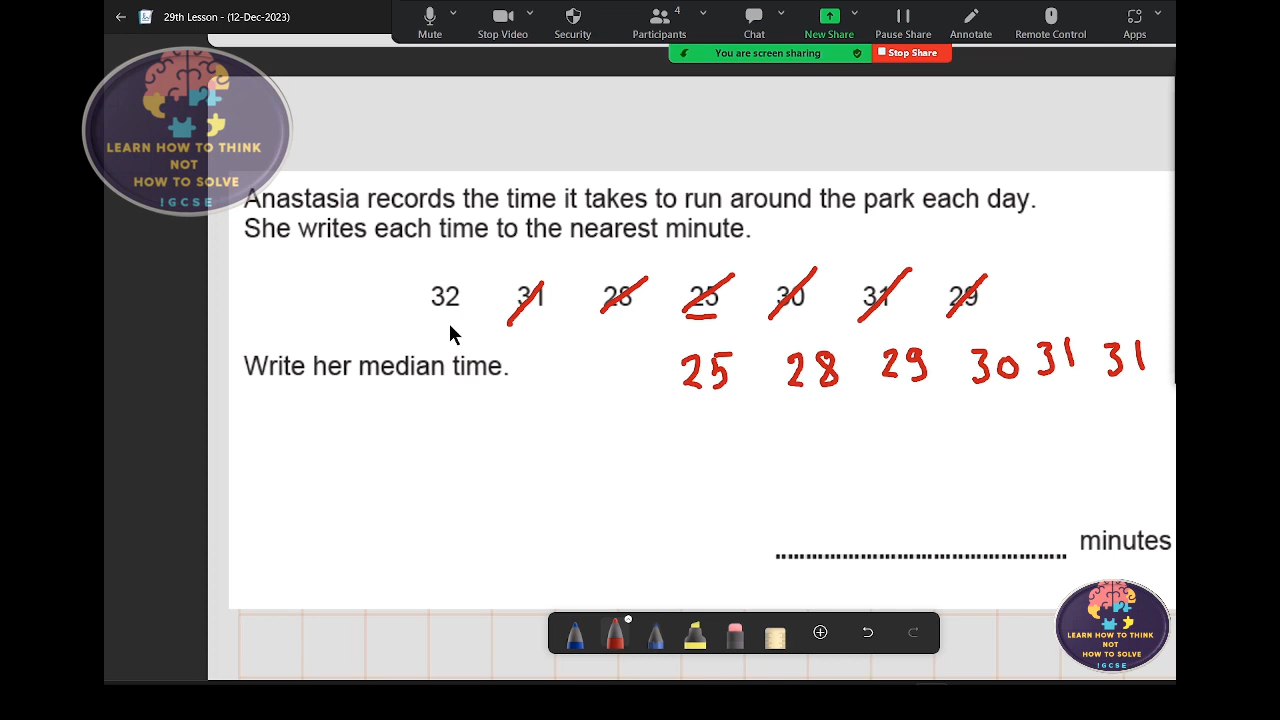 29th Lesson - (12-Dec-2023)
4
Mute Stop Video Security Participants Chat New Share Pause Share Annotate Remote Control Apps
You are screen sharing Stop Share
LEARN HOW TO THINK
NOT
HOW TO SOLVE
IGCSE
Anastasia records the time it takes to run around the park each day.
She writes each time to the nearest minute.
32 31 28 25 30 31 29
Write her median time.
25 28 29 30 31 31
minutes
LEARN HOW TO THINK
NOT
HOW TO SOLVE
IGCSE